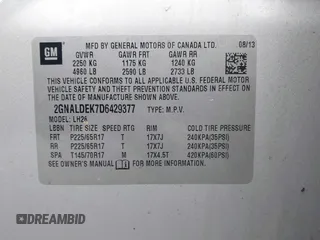 GM
MFD BY GENERAL MOTORS OF CANADA LTD. 08/13
GVWR GAWR FRT GAWR RR
2250 KG 1175 KG 1240 KG
4960 LB 2590 LB 2733 LB
THIS VEHICLE CONFORMS TO ALL APPLICABLE U.S. FEDERAL
MOTOR VEHICLE SAFETY, BUMPER, AND THEFT PREVENTION
STANDARDS IN EFFECT ON THE DATE OF MANUFACTURE
SHOWN ABOVE.
2GNALDEK7D6429377 TYPE: M.P.V.
MODEL: LH26
TIRE SIZE SPEED RTG RIM COLD TIRE PRESSURE
FRT P225/65R17 T 17X7J 240KPA(35PSI)
RR P225/65R17 T 17X7J 240KPA(35PSI)
SPA T145/70R17 M 17X4.5T 420KPA(60PSI)
SEE OWNER'S MANUAL FOR MORE INFORMATION.
DREAMBID